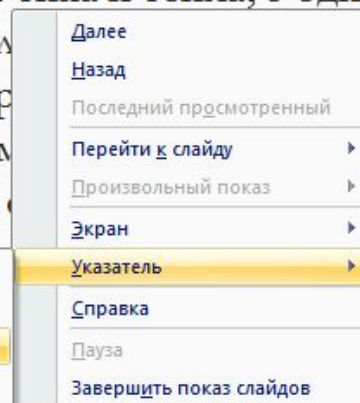 Далее
Назад
Последний просмотренный
Перейти к слайду
Произвольный показ
Экран
Указатель
Справка
Пауза
Завершить показ слайдов